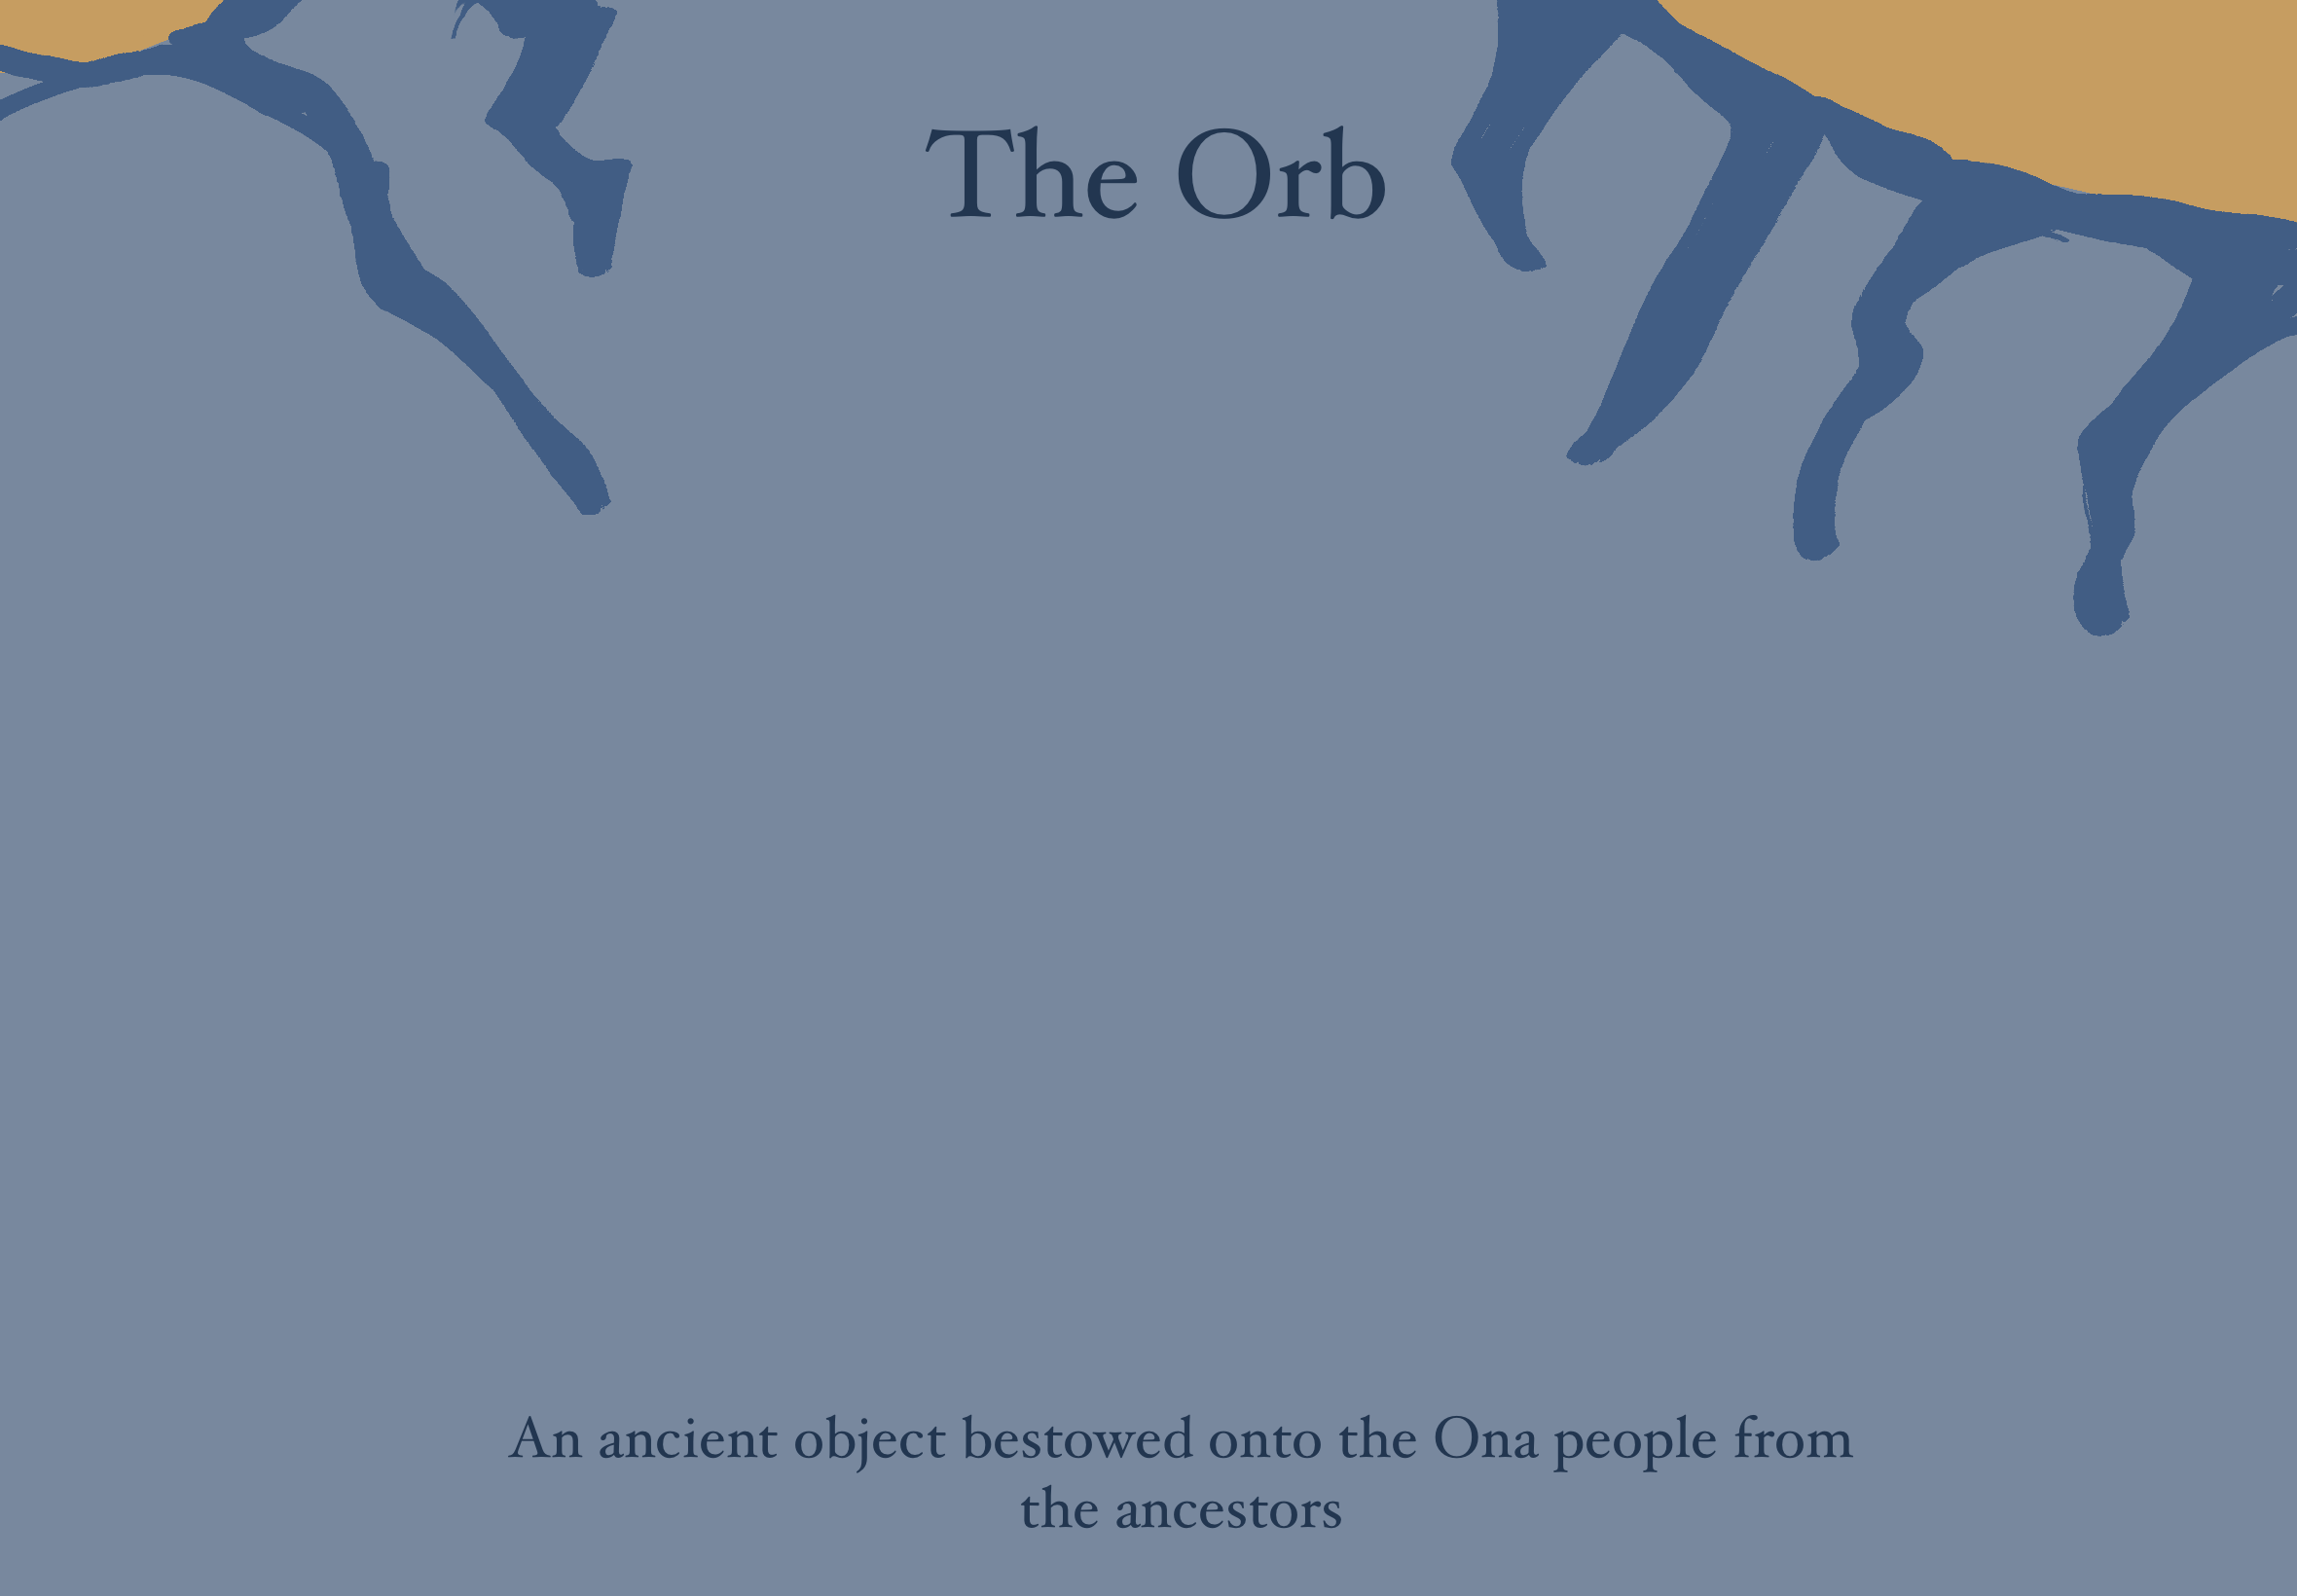 The Orb
An ancient object bestowed onto the Ona people from
the ancestors